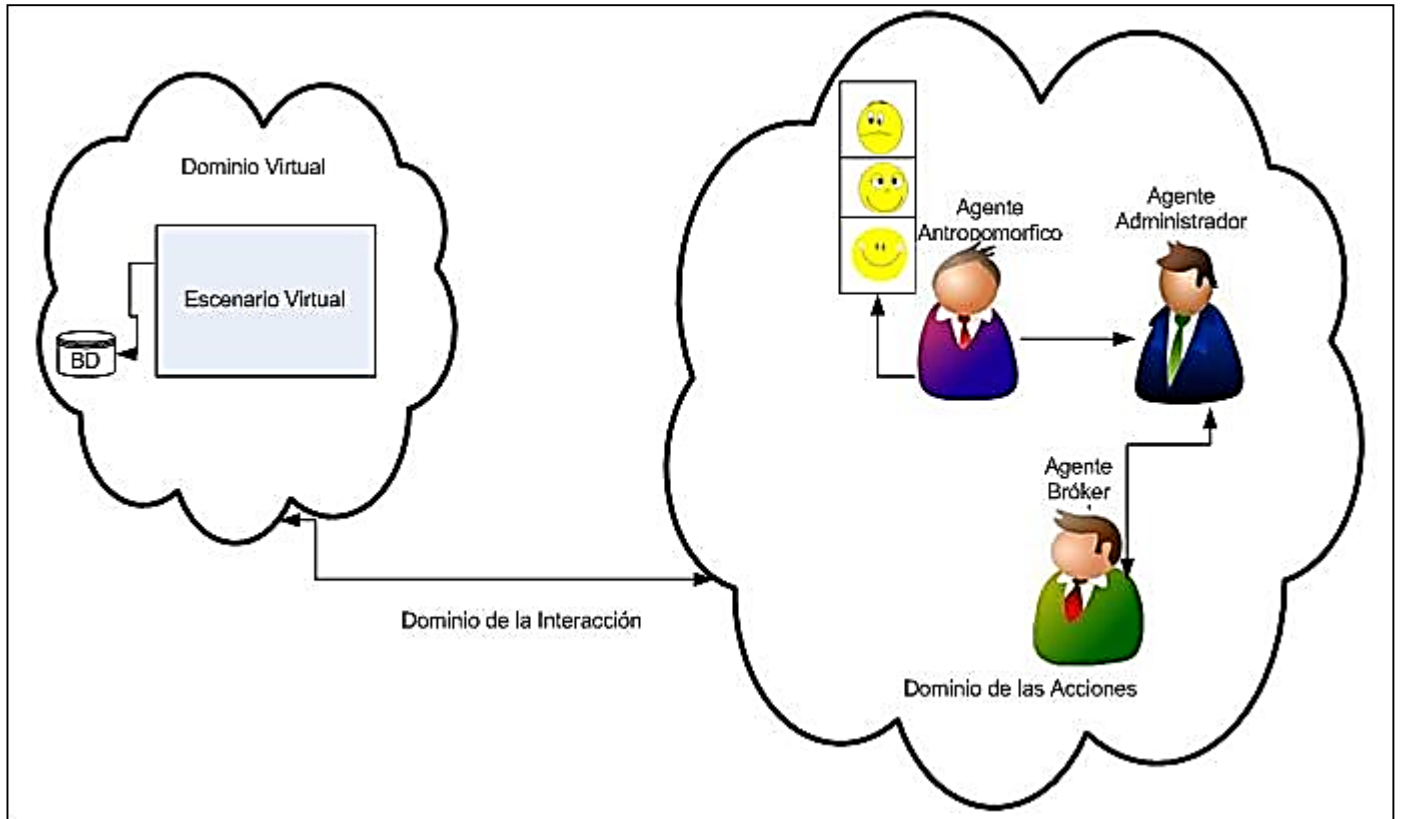 Dominio Virtual
Escenario Virtual
BD
Dominio de la Interacción
Agente
Antropomorfico
Agente
Administrador
Agente
Bróker
Dominio de las Acciones